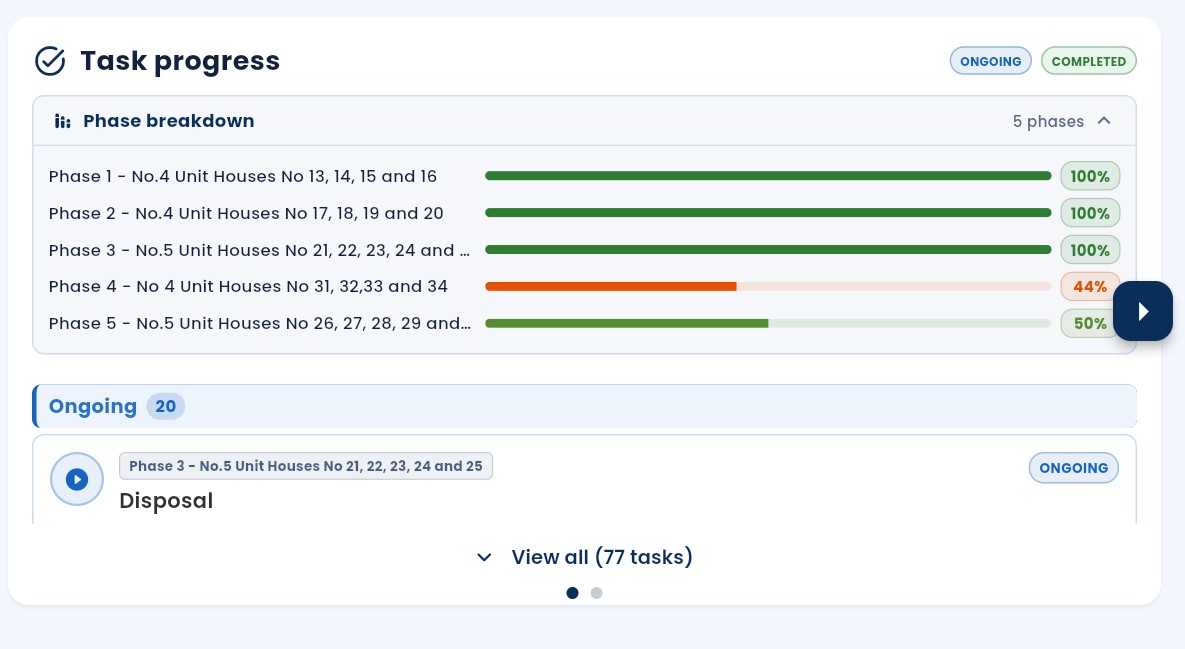 Task progress
ONGOING
COMPLETED
Phase breakdown
5 phases
Phase 1 - No.4 Unit Houses No 13, 14, 15 and 16
100%
Phase 2 - No.4 Unit Houses No 17, 18, 19 and 20
100%
Phase 3 - No.5 Unit Houses No 21, 22, 23, 24 and ...
100%
Phase 4 - No 4 Unit Houses No 31, 32,33 and 34
44%
Phase 5 - No.5 Unit Houses No 26, 27, 28, 29 and...
50%
Ongoing 20
Phase 3 - No.5 Unit Houses No 21, 22, 23, 24 and 25
ONGOING
Disposal
View all (77 tasks)